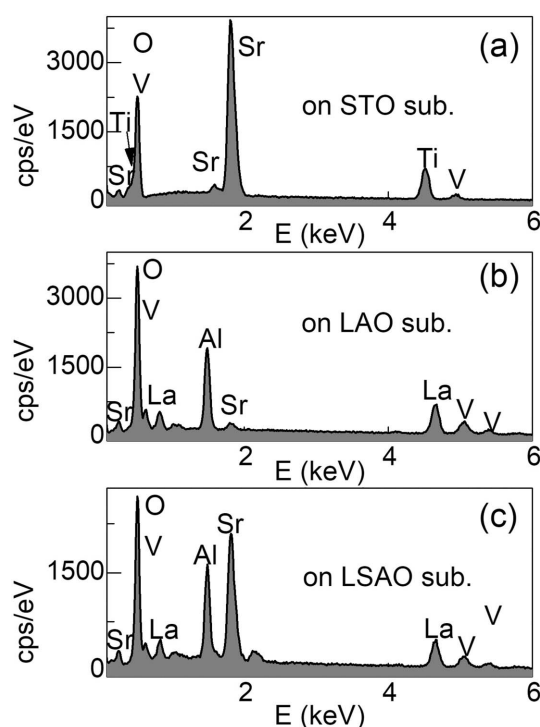 (a)
on STO sub.
cps/eV
3000
1500
0
O
V
Ti
Sr
Sr
Sr
Ti
V
2
4
6
E (keV)
(b)
on LAO sub.
cps/eV
3000
1500
0
O
V
Sr
La
Al
Sr
La
V
V
2
4
6
E (keV)
(c)
on LSAO sub.
cps/eV
1500
0
O
V
Sr
La
Al
Sr
La
V
V
2
4
6
E (keV)